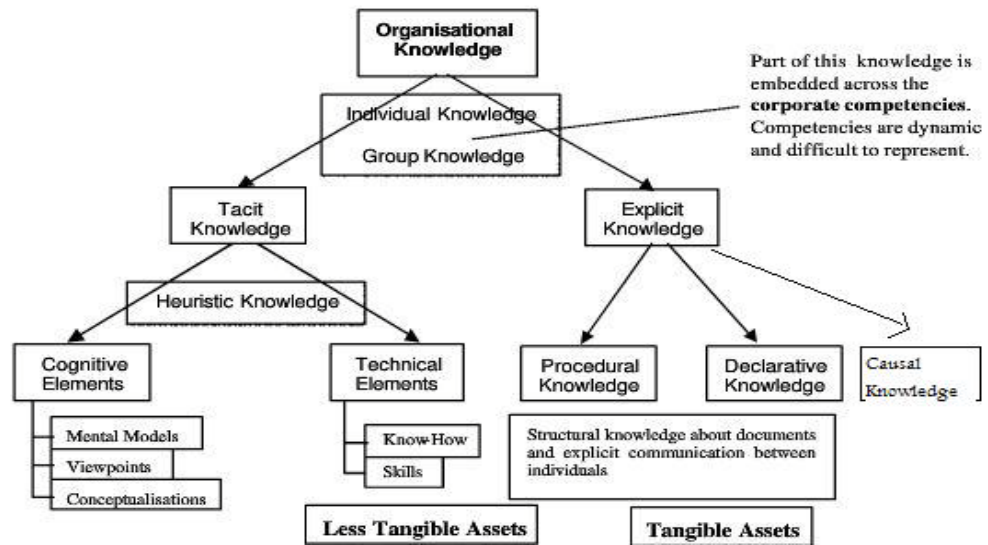 Organisational
Knowledge
Part of this knowledge is
embedded across the
corporate competencies.
Competencies are dynamic
and difficult to represent.
Individual Knowledge
Group Knowledge
Tacit
Knowledge
Explicit
Knowledge
Heuristic Knowledge
Cognitive
Elements
Technical
Elements
Procedural
Knowledge
Declarative
Knowledge
Causal
Knowledge
Mental Models
Viewpoints
Conceptualisations
Know-How
Skills
Structural knowledge about documents
and explicit communication between
individuals
Less Tangible Assets
Tangible Assets